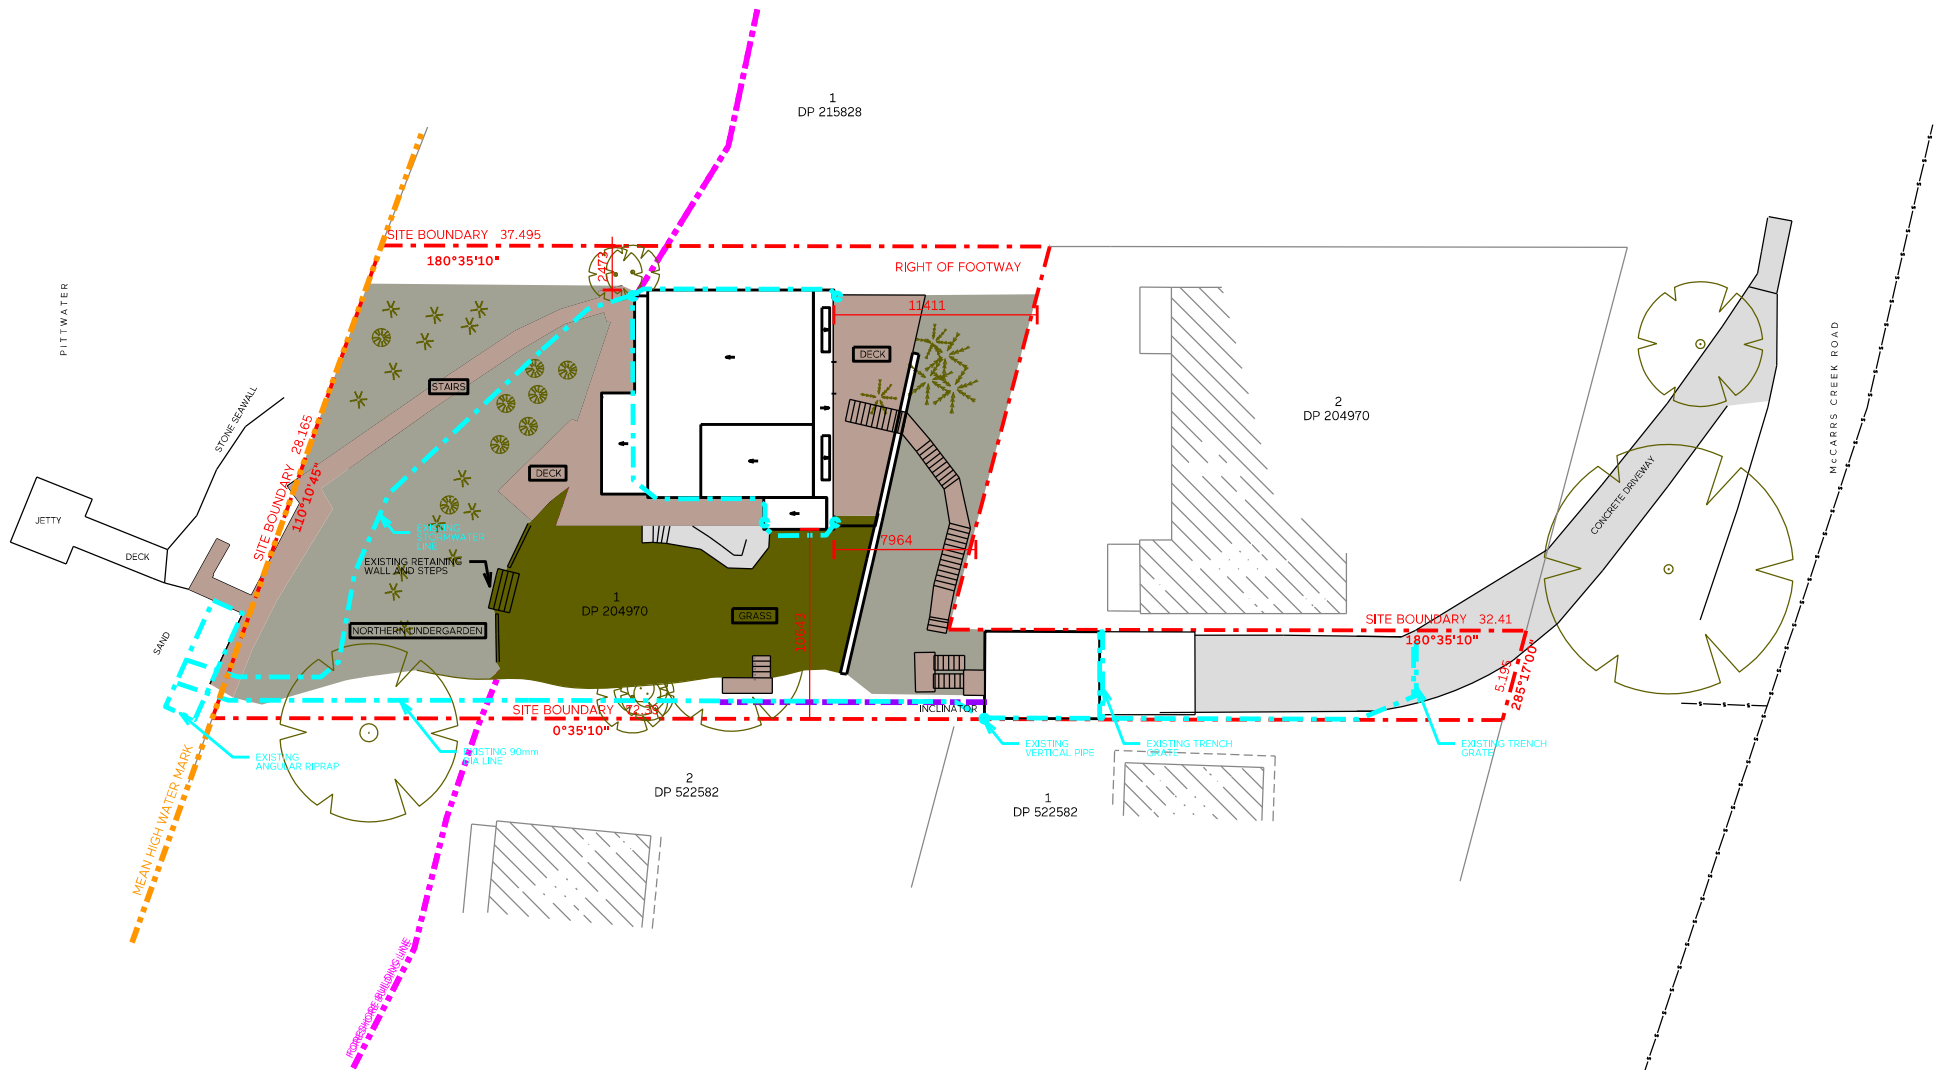 1
DP 215828
SITE BOUNDARY 37.495
180°35'10"
2473
RIGHT OF FOOTWAY
11411
PITTWATER
McCARRS CREEK ROAD
DECK
STAIRS
STONE SEAWALL
2
DP 204970
SITE BOUNDARY 28.165
110°10'45"
DECK
CONCRETE DRIVEWAY
JETTY
DECK
EXISTING
STORMWATER
LINE
7964
EXISTING RETAINING
WALL AND STEPS
1
DP 204970
GRASS
NORTHERN UNDERGARDEN
SAND
SITE BOUNDARY 32.41
180°35'10"
5.195
285°17'00"
SITE BOUNDARY
0°35'10"
INCLINATOR
EXISTING
ANGULAR RIPRAP
EXISTING 90mm
DIA LINE
EXISTING
VERTICAL PIPE
EXISTING TRENCH
GRATE
EXISTING TRENCH
GRATE
2
DP 522582
1
DP 522582
MEAN HIGH WATER MARK
FORESHORE BUILDING LINE